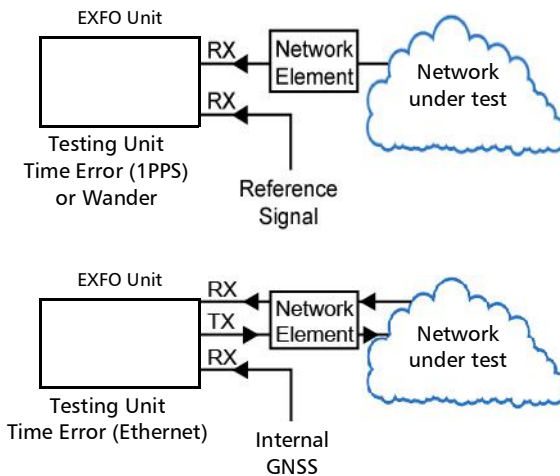 EXFO Unit
RX
Network
Element
Network
under test
RX
Testing Unit
Time Error (1PPS)
or Wander
Reference
Signal
EXFO Unit
RX
TX
Network
Element
Network
under test
RX
Testing Unit
Time Error (Ethernet)
Internal
GNSS